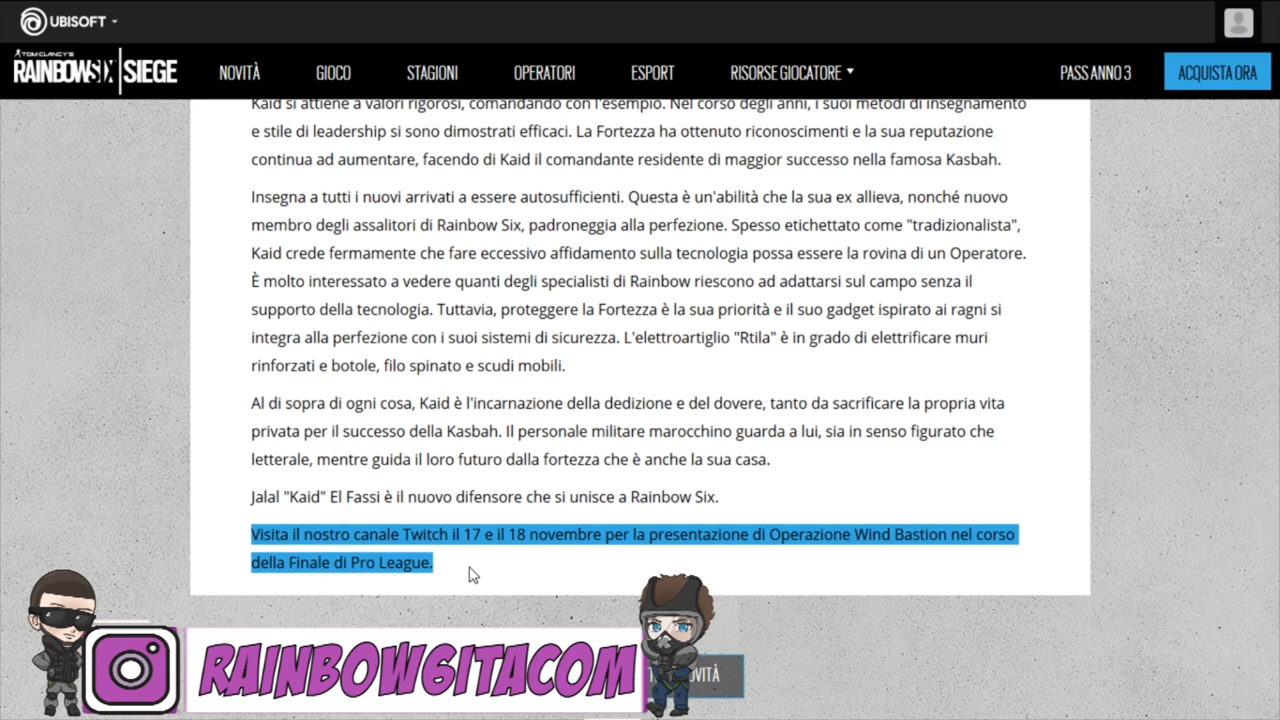 UBISOFT
TOM CLANCY'S
RAINBOWSIX | SIEGE
NOVITÀ
GIOCO
STAGIONI
OPERATORI
ESPORT
RISORSE GIOCATORE
PASS ANNO 3
ACQUISTA ORA
Kaid si attiene a valori rigorosi, comandando con l'esempio. Nel corso degli anni, i suoi metodi di insegnamento
e stile di leadership si sono dimostrati efficaci. La Fortezza ha ottenuto riconoscimenti e la sua reputazione
continua ad aumentare, facendo di Kaid il comandante residente di maggior successo nella famosa Kasbah.
Insegna a tutti i nuovi arrivati a essere autosufficienti. Questa è un'abilità che la sua ex allieva, nonché nuovo
membro degli assalitori di Rainbow Six, padroneggia alla perfezione. Spesso etichettato come "tradizionalista",
Kaid crede fermamente che fare eccessivo affidamento sulla tecnologia possa essere la rovina di un Operatore.
È molto interessato a vedere quanti degli specialisti di Rainbow riescono ad adattarsi sul campo senza il
supporto della tecnologia. Tuttavia, proteggere la Fortezza è la sua priorità e il suo gadget ispirato ai ragni si
integra alla perfezione con i suoi sistemi di sicurezza. L'elettroartiglio "Rtila" è in grado di elettrificare muri
rinforzati e botole, filo spinato e scudi mobili.
Al di sopra di ogni cosa, Kaid è l'incarnazione della dedizione e del dovere, tanto da sacrificare la propria vita
privata per il successo della Kasbah. Il personale militare marocchino guarda a lui, sia in senso figurato che
letterale, mentre guida il loro futuro dalla fortezza che è anche la sua casa.
Jalal "Kaid" El Fassi è il nuovo difensore che si unisce a Rainbow Six.
Visita il nostro canale Twitch il 17 e il 18 novembre per la presentazione di Operazione Wind Bastion nel corso
della Finale di Pro League.
RAINBOW6ITACOM